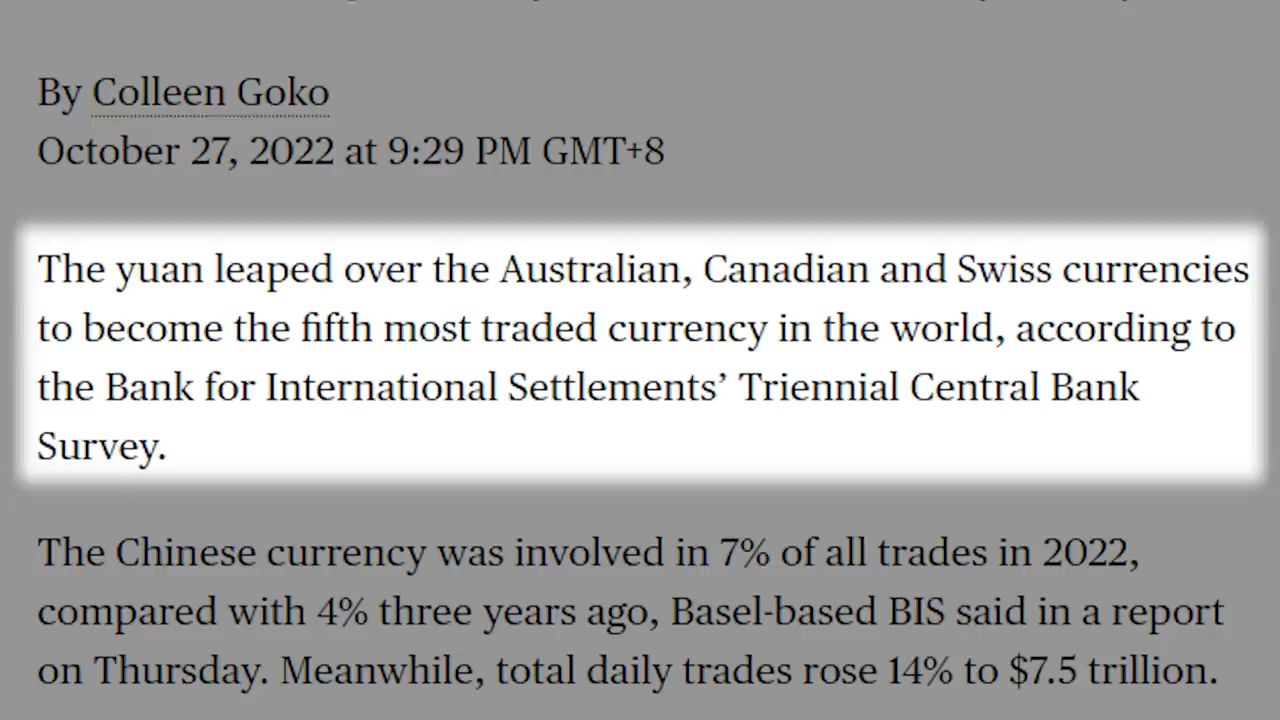 By Colleen Goko
October 27, 2022 at 9:29 PM GMT+8
The yuan leaped over the Australian, Canadian and Swiss currencies
to become the fifth most traded currency in the world, according to
the Bank for International Settlements’ Triennial Central Bank
Survey.
The Chinese currency was involved in 7% of all trades in 2022,
compared with 4% three years ago, Basel-based BIS said in a report
on Thursday. Meanwhile, total daily trades rose 14% to $7.5 trillion.